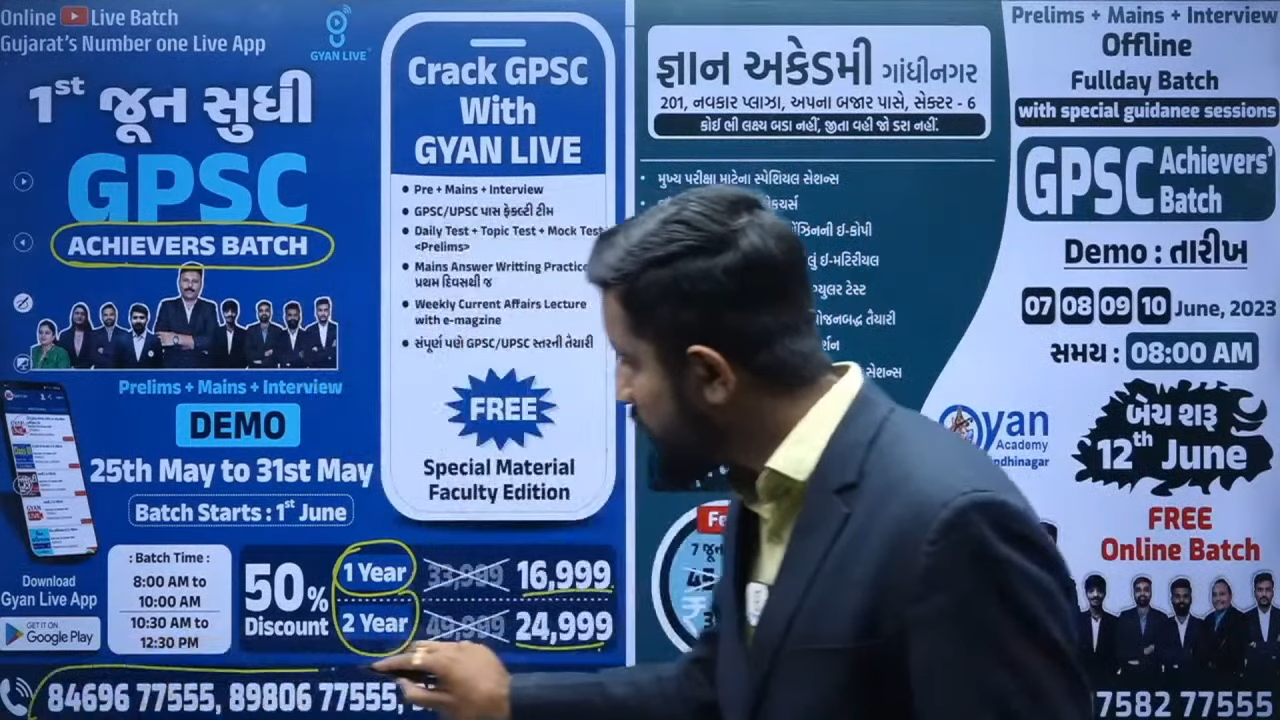 Online Live Batch
Gujarat's Number one Live App
GYAN LIVE
1st જૂન સુધી
GPSC
ACHIEVERS BATCH
Prelims + Mains + Interview
DEMO
25th May to 31st May
Batch Starts : 1st June
Download
Gyan Live App
GET IT ON
Google Play
: Batch Time :
8:00 AM to
10:00 AM
10:30 AM to
12:30 PM
50%
Discount
1 Year 33,999 16,999
2 Year 49,999 24,999
84696 77555, 89806 77555,
Crack GPSC
With
GYAN LIVE
Pre + Mains + Interview
GPSC/UPSC પાસ ફેકલ્ટી ટીમ
Daily Test + Topic Test + Mock Test
<Prelims>
Mains Answer Writting Practice
પ્રથમ દિવસથી જ
Weekly Current Affairs Lecture
with e-magzine
સંપૂર્ણ પણે GPSC/UPSC સ્તરની તૈયારી
FREE
Special Material
Faculty Edition
જ્ઞાન અકેડમી ગાંધીનગર
201, નવકાર પ્લાઝા, અપના બજાર પાસે, સેક્ટર - 6
કોઈ ભી લક્ષ્ય બડા નહીં, જીતા વહી જો ડરા નહીં.
મુખ્ય પરીક્ષા માટેના સ્પેશિયલ સેશન્સ
ઈ-કોપી
ઈ-મટિરીયલ
ટેસ્ટ
તૈયારી
સેશન્સ
7 જૂન
Prelims + Mains + Interview
Offline
Fullday Batch
with special guidanee sessions
GPSC Achievers'
Batch
Demo : તારીખ
07 08 09 10 June, 2023
સમય : 08:00 AM
Gyan
Academy
બેચ શરૂ
12th June
FREE
Online Batch
7582 77555